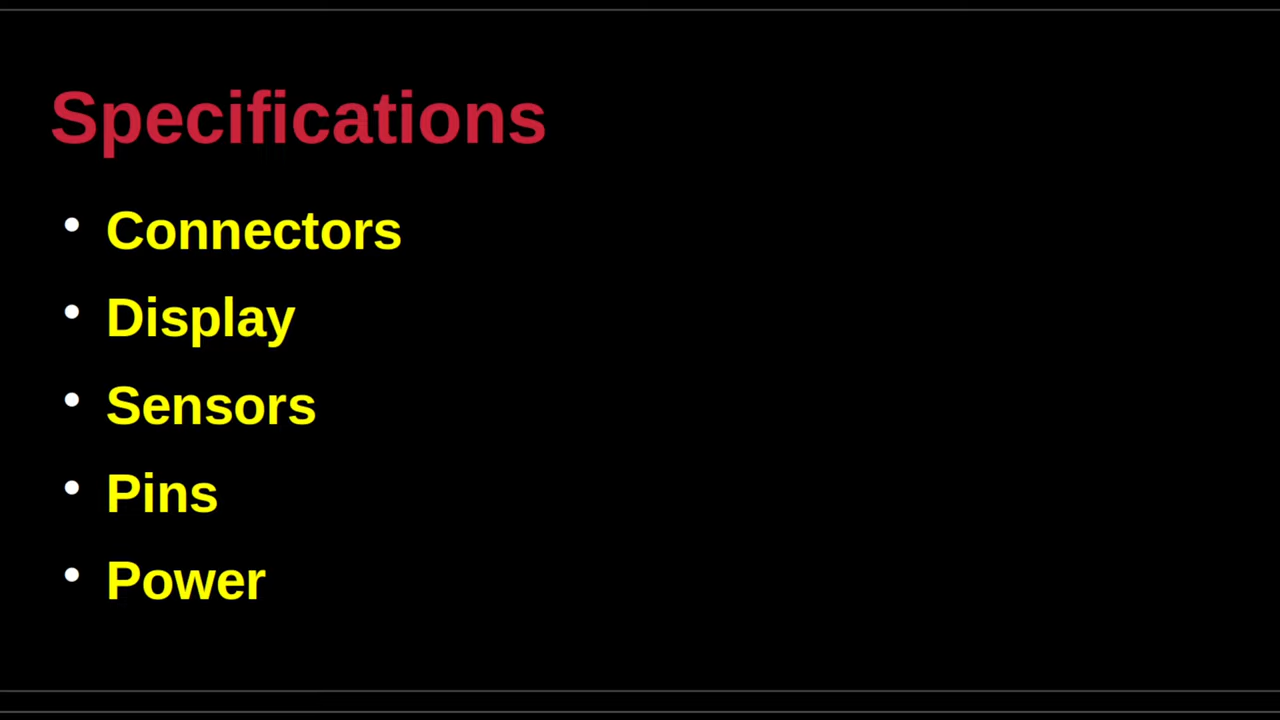 Specifications
• Connectors
• Display
• Sensors
• Pins
• Power